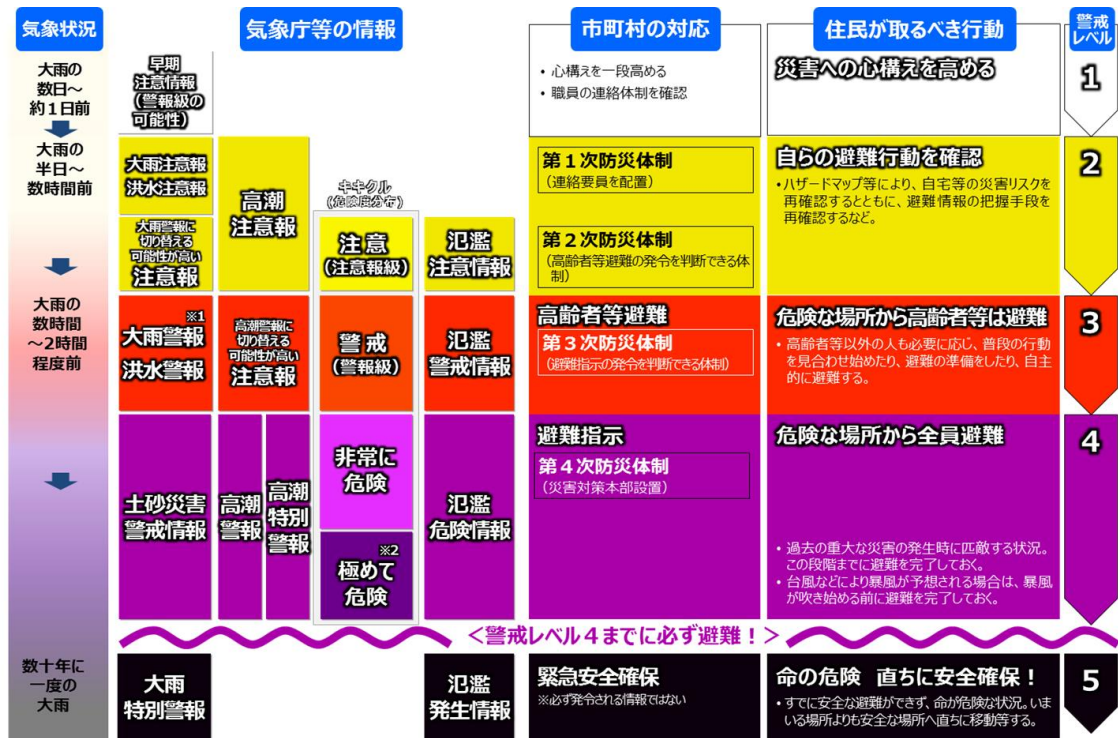 気象状況
気象庁等の情報
市町村の対応
住民が取るべき行動
警戒
レベル
大雨の
数日～
約1日前
早期
注意情報
（警報級の
可能性）
・心構えを一段高める
・職員の連絡体制を確認
災害への心構えを高める
1
大雨の
半日～
数時間前
大雨注意報
洪水注意報
大雨警報に
切り替える
可能性が高い
注意報
高潮
注意報
キキクル
（危険度分布）
注意
（注意報級）
氾濫
注意情報
第１次防災体制
（連絡要員を配置）
第２次防災体制
（高齢者等避難の発令を判断できる体
制）
自らの避難行動を確認
・ハザードマップ等により、自宅等の災害リスクを
再確認するとともに、避難情報の把握手段を
再確認するなど。
2
大雨の
数時間
～2時間
程度前
※1
大雨警報
洪水警報
高潮警報に
切り替える
可能性が高い
注意報
警戒
（警報級）
氾濫
警戒情報
高齢者等避難
第３次防災体制
（避難指示の発令を判断できる体制）
危険な場所から高齢者等は避難
・高齢者等以外の人も必要に応じ、普段の行動
を見合わせ始めたり、避難の準備をしたり、自主
的に避難する。
3
土砂災害
警戒情報
高潮
警報
高潮
特別
警報
非常に
危険
※2
極めて
危険
氾濫
危険情報
避難指示
第４次防災体制
（災害対策本部設置）
危険な場所から全員避難
・過去の重大な災害の発生時に匹敵する状況。
この段階までに避難を完了しておく。
・台風などにより暴風が予想される場合は、暴風
が吹き始める前に避難を完了しておく。
4
＜警戒レベル４までに必ず避難！＞
数十年に
一度の
大雨
大雨
特別警報
氾濫
発生情報
緊急安全確保
※必ず発令される情報ではない
命の危険　直ちに安全確保！
・すでに安全な避難ができず、命が危険な状況。いま
いる場所よりも安全な場所へ直ちに移動等する。
5